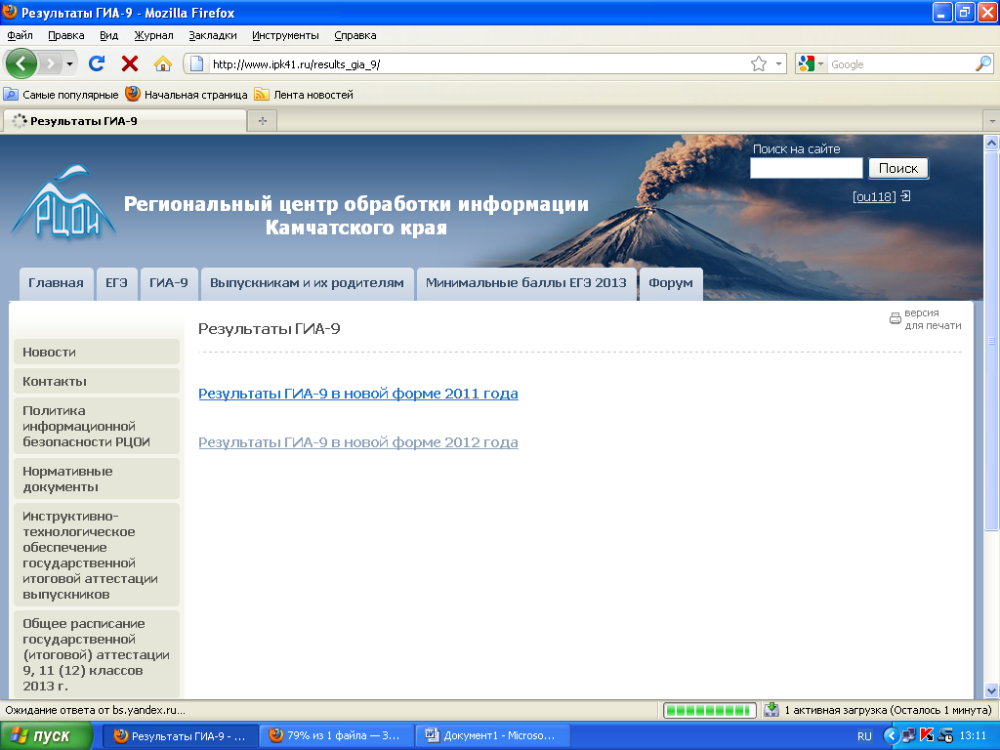 Результаты ГИА-9 - Mozilla Firefox
Файл Правка Вид Журнал Закладки Инструменты Справка
http://www.ipk41.ru/results_gia_9/
Google
Самые популярные Начальная страница Лента новостей
Результаты ГИА-9
Поиск на сайте
Поиск
[ou118]
РЦОИ
Региональный центр обработки информации
Камчатского края
Главная ЕГЭ ГИА-9 Выпускникам и их родителям Минимальные баллы ЕГЭ 2013 Форум
версия
для печати
Результаты ГИА-9
Результаты ГИА-9 в новой форме 2011 года
Результаты ГИА-9 в новой форме 2012 года
Новости
Контакты
Политика
информационной
безопасности РЦОИ
Нормативные
документы
Инструктивно-
технологическое
обеспечение
государственной
итоговой аттестации
выпускников
Общее расписание
государственной
(итоговой) аттестации
9, 11 (12) классов
2013 г.
Ожидание ответа от bs.yandex.ru...
1 активная загрузка (Осталось 1 минута)
пуск
Результаты ГИА-9 - ...
79% из 1 файла — З...
Документ1 - Microso...
RU
13:11